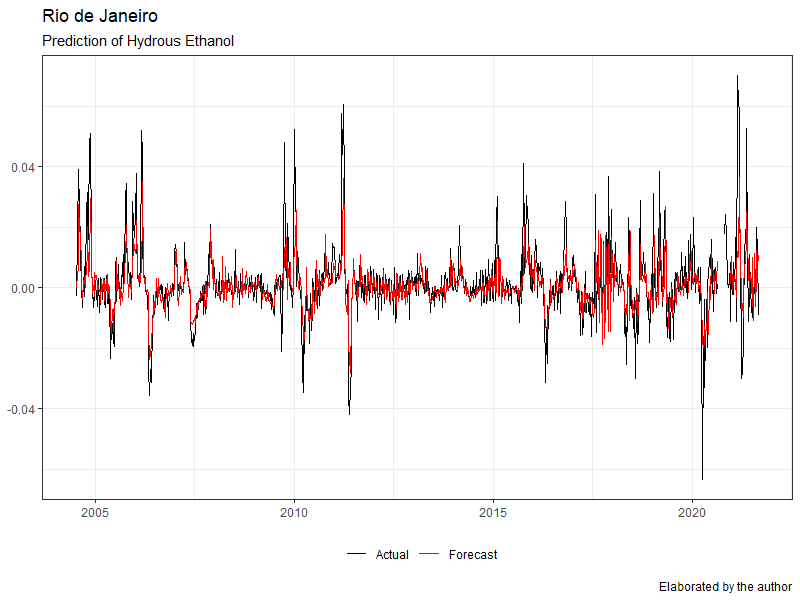 Rio de Janeiro
Prediction of Hydrous Ethanol
0.04
0.00
-0.04
2005 2010 2015 2020
Actual Forecast
Elaborated by the author